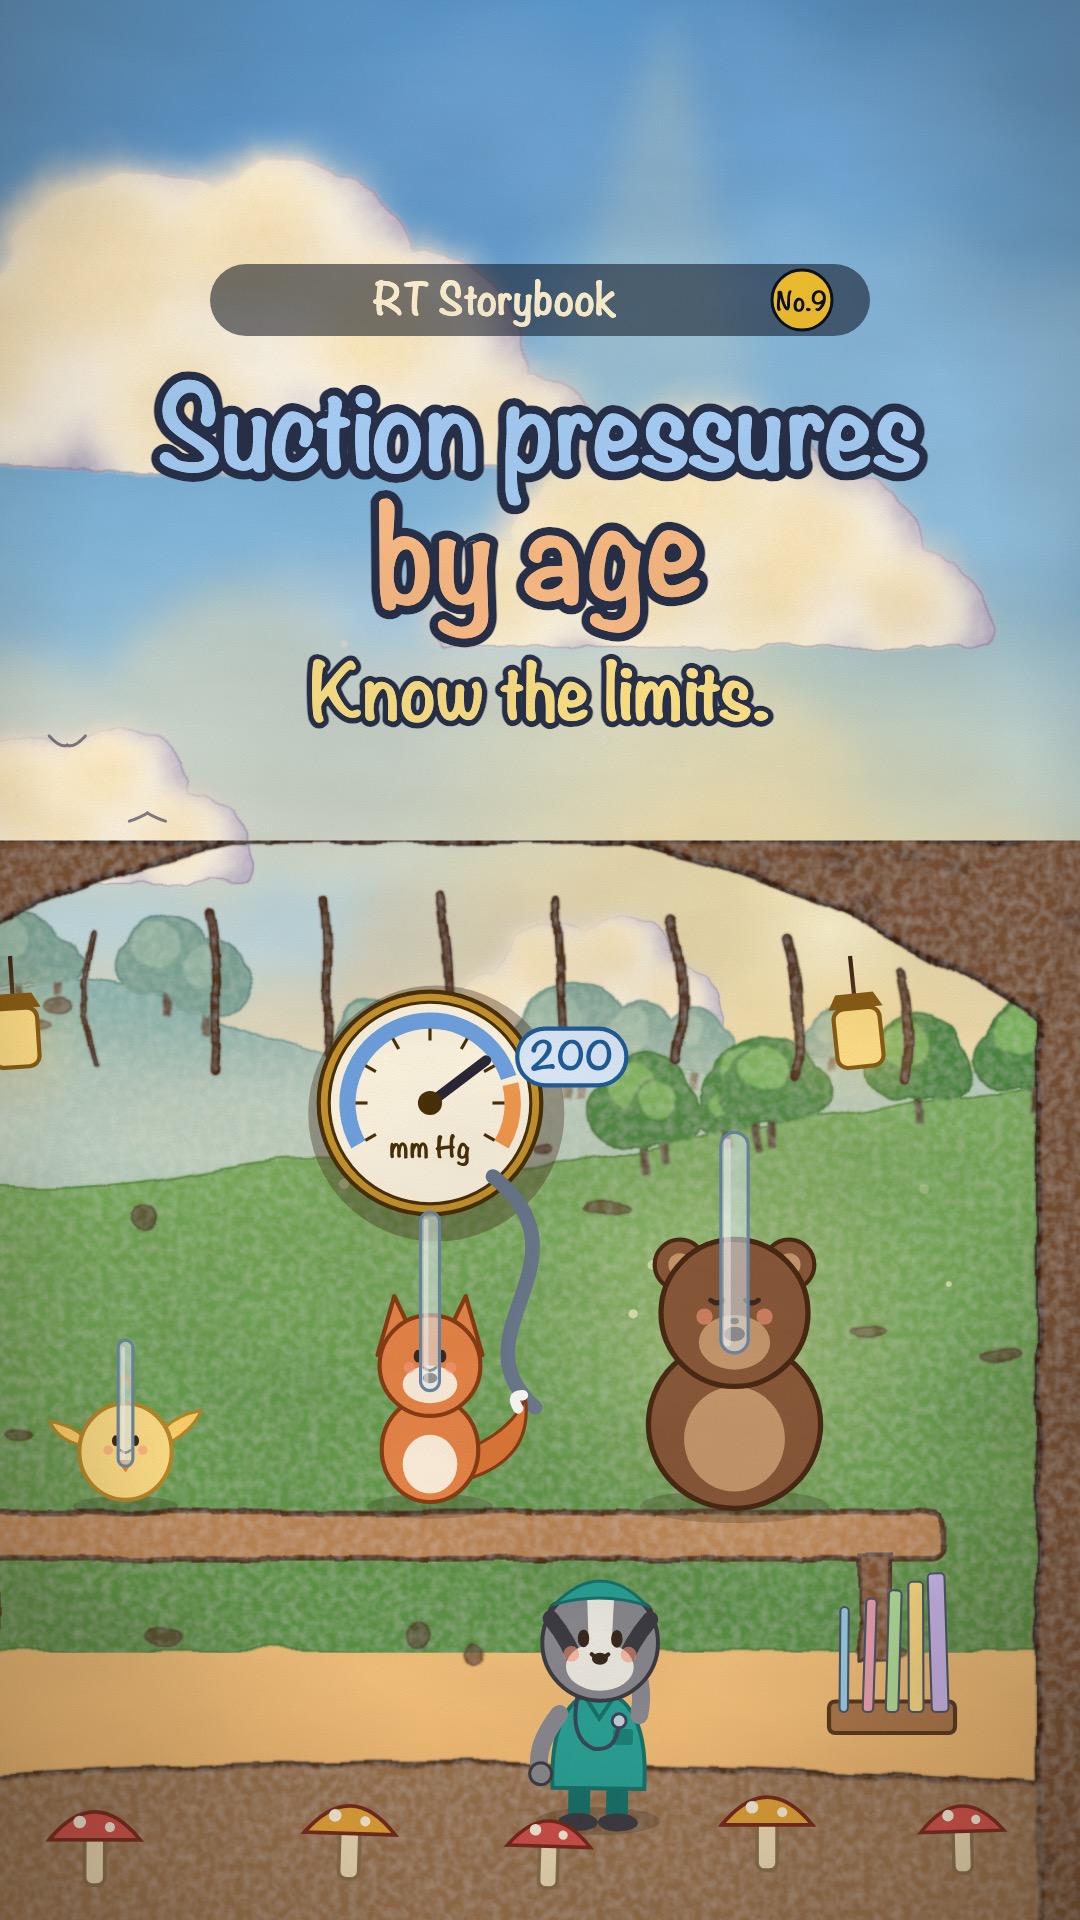 RT Storybook No.9
Suction pressures
by age
Know the limits.
200
mm Hg